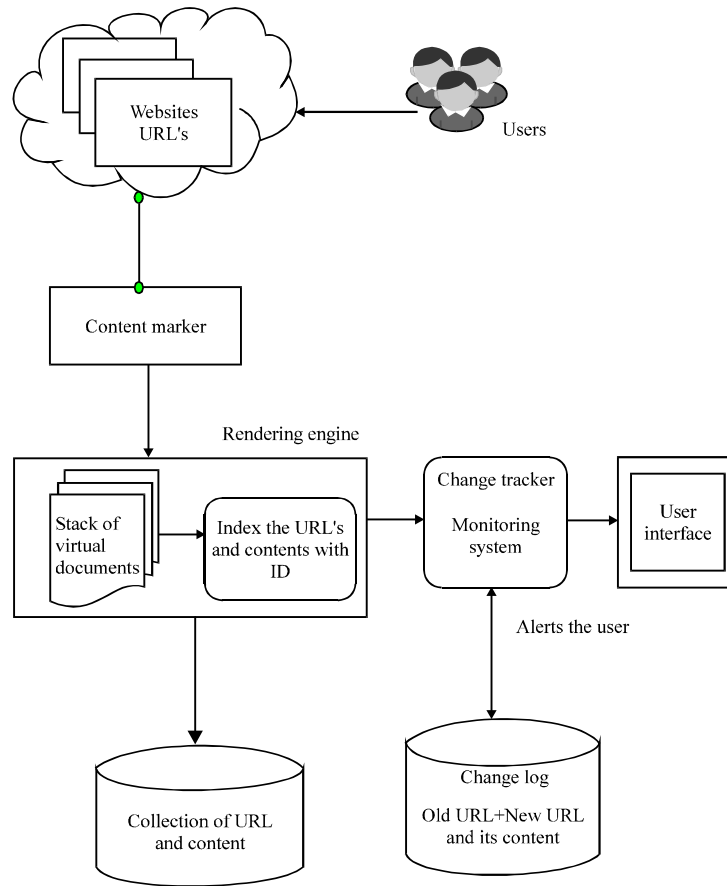 Websites
URL's
Users
Content marker
Rendering engine
Stack of
virtual
documents
Index the URL's
and contents with
ID
Change tracker
Monitoring
system
User
interface
Alerts the user
Collection of URL
and content
Change log
Old URL+New URL
and its content